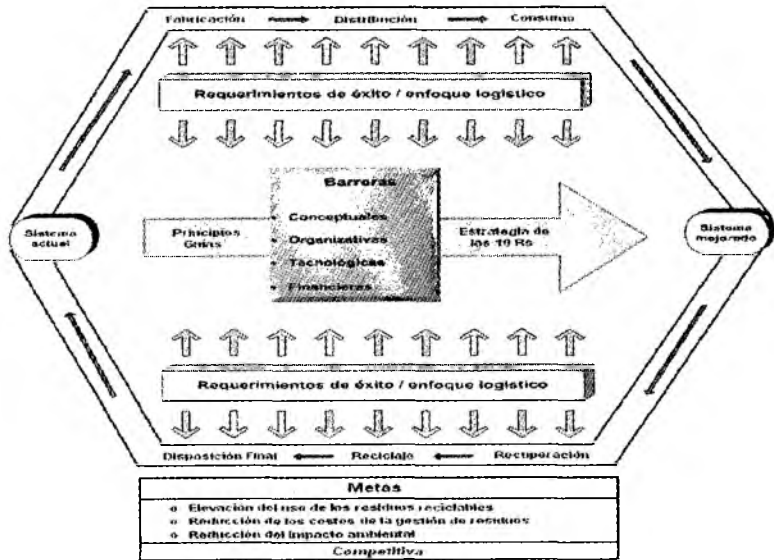 Fabricación Distribución Consumo
Requerimientos de éxito / enfoque logístico
Barreras
Conceptuales
Organizativas
Tecnológicas
Financieras
Sistema actual
Principios Guías
Estrategia de las 10 Rs
Sistema mejorado
Requerimientos de éxito / enfoque logístico
Disposición Final Reciclaje Recuperación
Metas
Elevación del uso de los residuos reciclables
Reducción de los costos de la gestión de residuos
Reducción del impacto ambiental
Competitiva